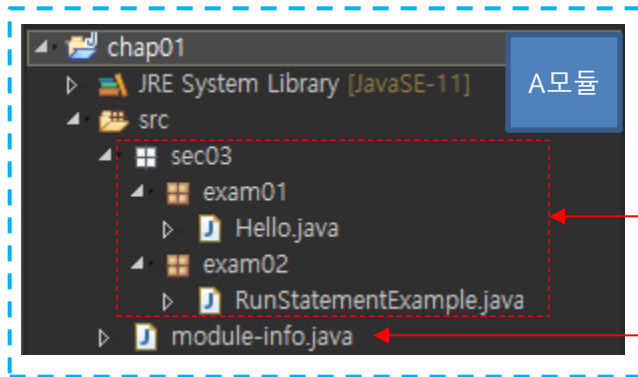 chap01
JRE System Library [JavaSE-11]
A모듈
src
sec03
exam01
Hello.java
exam02
RunStatementExample.java
module-info.java